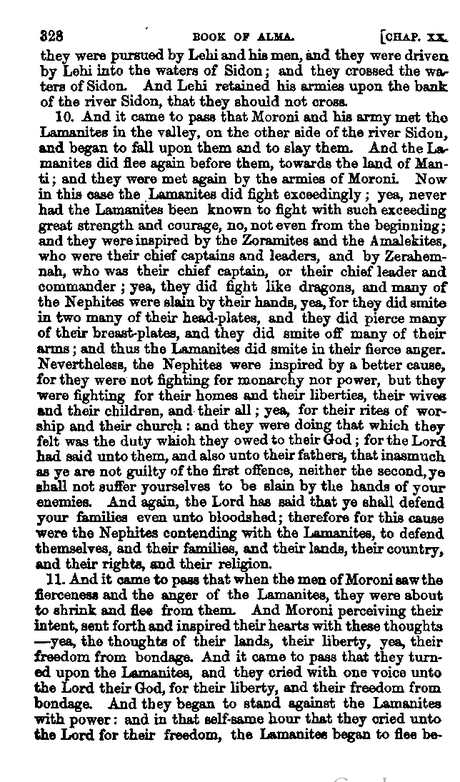 328 BOOK OF ALMA. [CHAP. XX.
they were pursued by Lehi and his men, and they were driven
by Lehi into the waters of Sidon; and they crossed the wa-
ters of Sidon. And Lehi retained his armies upon the bank
of the river Sidon, that they should not cross.
10. And it came to pass that Moroni and his army met the
Lamanites in the valley, on the other side of the river Sidon,
and began to fall upon them and to slay them. And the La-
manites did flee again before them, towards the land of Man-
ti; and they were met again by the armies of Moroni. Now
in this case the Lamanites did fight exceedingly; yea, never
had the Lamanites been known to fight with such exceeding
great strength and courage, no, not even from the beginning;
and they were inspired by the Zoramites and the Amalekites,
who were their chief captains and leaders, and by Zerahem-
nah, who was their chief captain, or their chief leader and
commander; yea, they did fight like dragons, and many of
the Nephites were slain by their hands, yea, for they did smite
in two many of their head-plates, and they did pierce many
of their breast-plates, and they did smite off many of their
arms; and thus the Lamanites did smite in their fierce anger.
Nevertheless, the Nephites were inspired by a better cause,
for they were not fighting for monarchy nor power, but they
were fighting for their homes and their liberties, their wives
and their children, and their all; yea, for their rites of wor-
ship and their church: and they were doing that which they
felt was the duty which they owed to their God; for the Lord
had said unto them, and also unto their fathers, that inasmuch
as ye are not guilty of the first offence, neither the second, ye
shall not suffer yourselves to be slain by the hands of your
enemies. And again, the Lord has said that ye shall defend
your families even unto bloodshed; therefore for this cause
were the Nephites contending with the Lamanites, to defend
themselves, and their families, and their lands, their country,
and their rights, and their religion.
11. And it came to pass that when the men of Moroni saw the
fierceness and the anger of the Lamanites, they were about
to shrink and flee from them. And Moroni perceiving their
intent, sent forth and inspired their hearts with these thoughts
—yea, the thoughts of their lands, their liberty, yea, their
freedom from bondage. And it came to pass that they turn-
ed upon the Lamanites, and they cried with one voice unto
the Lord their God, for their liberty, and their freedom from
bondage. And they began to stand against the Lamanites
with power: and in that self-same hour that they cried unto
the Lord for their freedom, the Lamanites began to flee be-